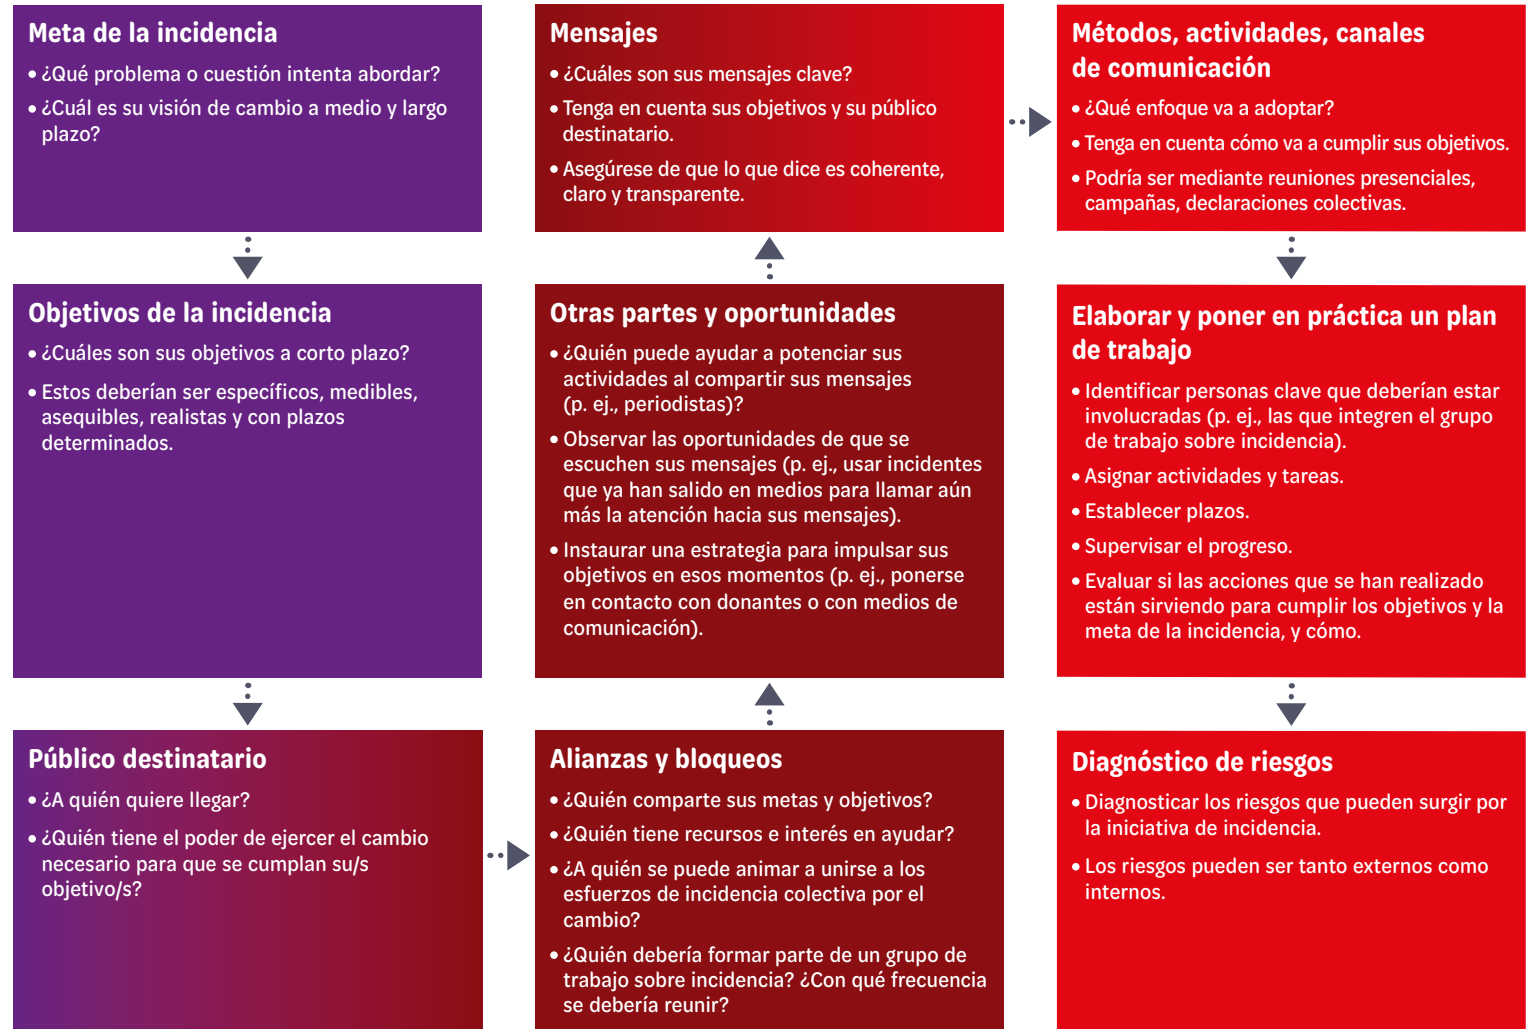 Meta de la incidencia
• ¿Qué problema o cuestión intenta abordar?
• ¿Cuál es su visión de cambio a medio y largo
plazo?
Objetivos de la incidencia
• ¿Cuáles son sus objetivos a corto plazo?
• Estos deberían ser específicos, medibles,
asequibles, realistas y con plazos
determinados.
Público destinatario
• ¿A quién quiere llegar?
• ¿Quién tiene el poder de ejercer el cambio
necesario para que se cumplan su/s
objetivo/s?
Alianzas y bloqueos
• ¿Quién comparte sus metas y objetivos?
• ¿Quién tiene recursos e interés en ayudar?
• ¿A quién se puede animar a unirse a los
esfuerzos de incidencia colectiva por el
cambio?
• ¿Quién debería formar parte de un grupo de
trabajo sobre incidencia? ¿Con qué frecuencia
se debería reunir?
Otras partes y oportunidades
• ¿Quién puede ayudar a potenciar sus
actividades al compartir sus mensajes
(p. ej., periodistas)?
• Observar las oportunidades de que se
escuchen sus mensajes (p. ej., usar incidentes
que ya han salido en medios para llamar aún
más la atención hacia sus mensajes).
• Instaurar una estrategia para impulsar sus
objetivos en esos momentos (p. ej., ponerse
en contacto con donantes o con medios de
comunicación).
Mensajes
• ¿Cuáles son sus mensajes clave?
• Tenga en cuenta sus objetivos y su público
destinatario.
• Asegúrese de que lo que dice es coherente,
claro y transparente.
Métodos, actividades, canales
de comunicación
• ¿Qué enfoque va a adoptar?
• Tenga en cuenta cómo va a cumplir sus objetivos.
• Podría ser mediante reuniones presenciales,
campañas, declaraciones colectivas.
Elaborar y poner en práctica un plan
de trabajo
• Identificar personas clave que deberían estar
involucradas (p. ej., las que integren el grupo
de trabajo sobre incidencia).
• Asignar actividades y tareas.
• Establecer plazos.
• Supervisar el progreso.
• Evaluar si las acciones que se han realizado
están sirviendo para cumplir los objetivos y la
meta de la incidencia, y cómo.
Diagnóstico de riesgos
• Diagnosticar los riesgos que pueden surgir por
la iniciativa de incidencia.
• Los riesgos pueden ser tanto externos como
internos.